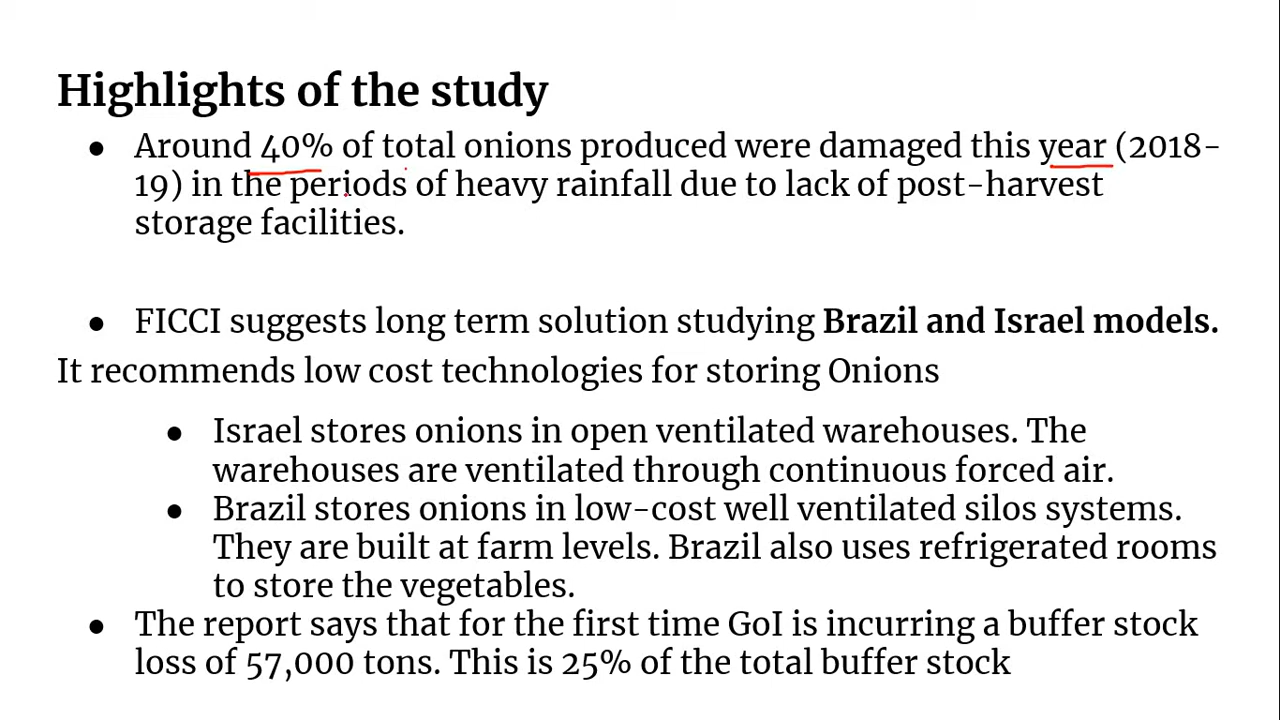 Highlights of the study
● Around 40% of total onions produced were damaged this year (2018-
19) in the periods of heavy rainfall due to lack of post-harvest
storage facilities.
● FICCI suggests long term solution studying Brazil and Israel models.
It recommends low cost technologies for storing Onions
● Israel stores onions in open ventilated warehouses. The
warehouses are ventilated through continuous forced air.
● Brazil stores onions in low-cost well ventilated silos systems.
They are built at farm levels. Brazil also uses refrigerated rooms
to store the vegetables.
● The report says that for the first time GoI is incurring a buffer stock
loss of 57,000 tons. This is 25% of the total buffer stock